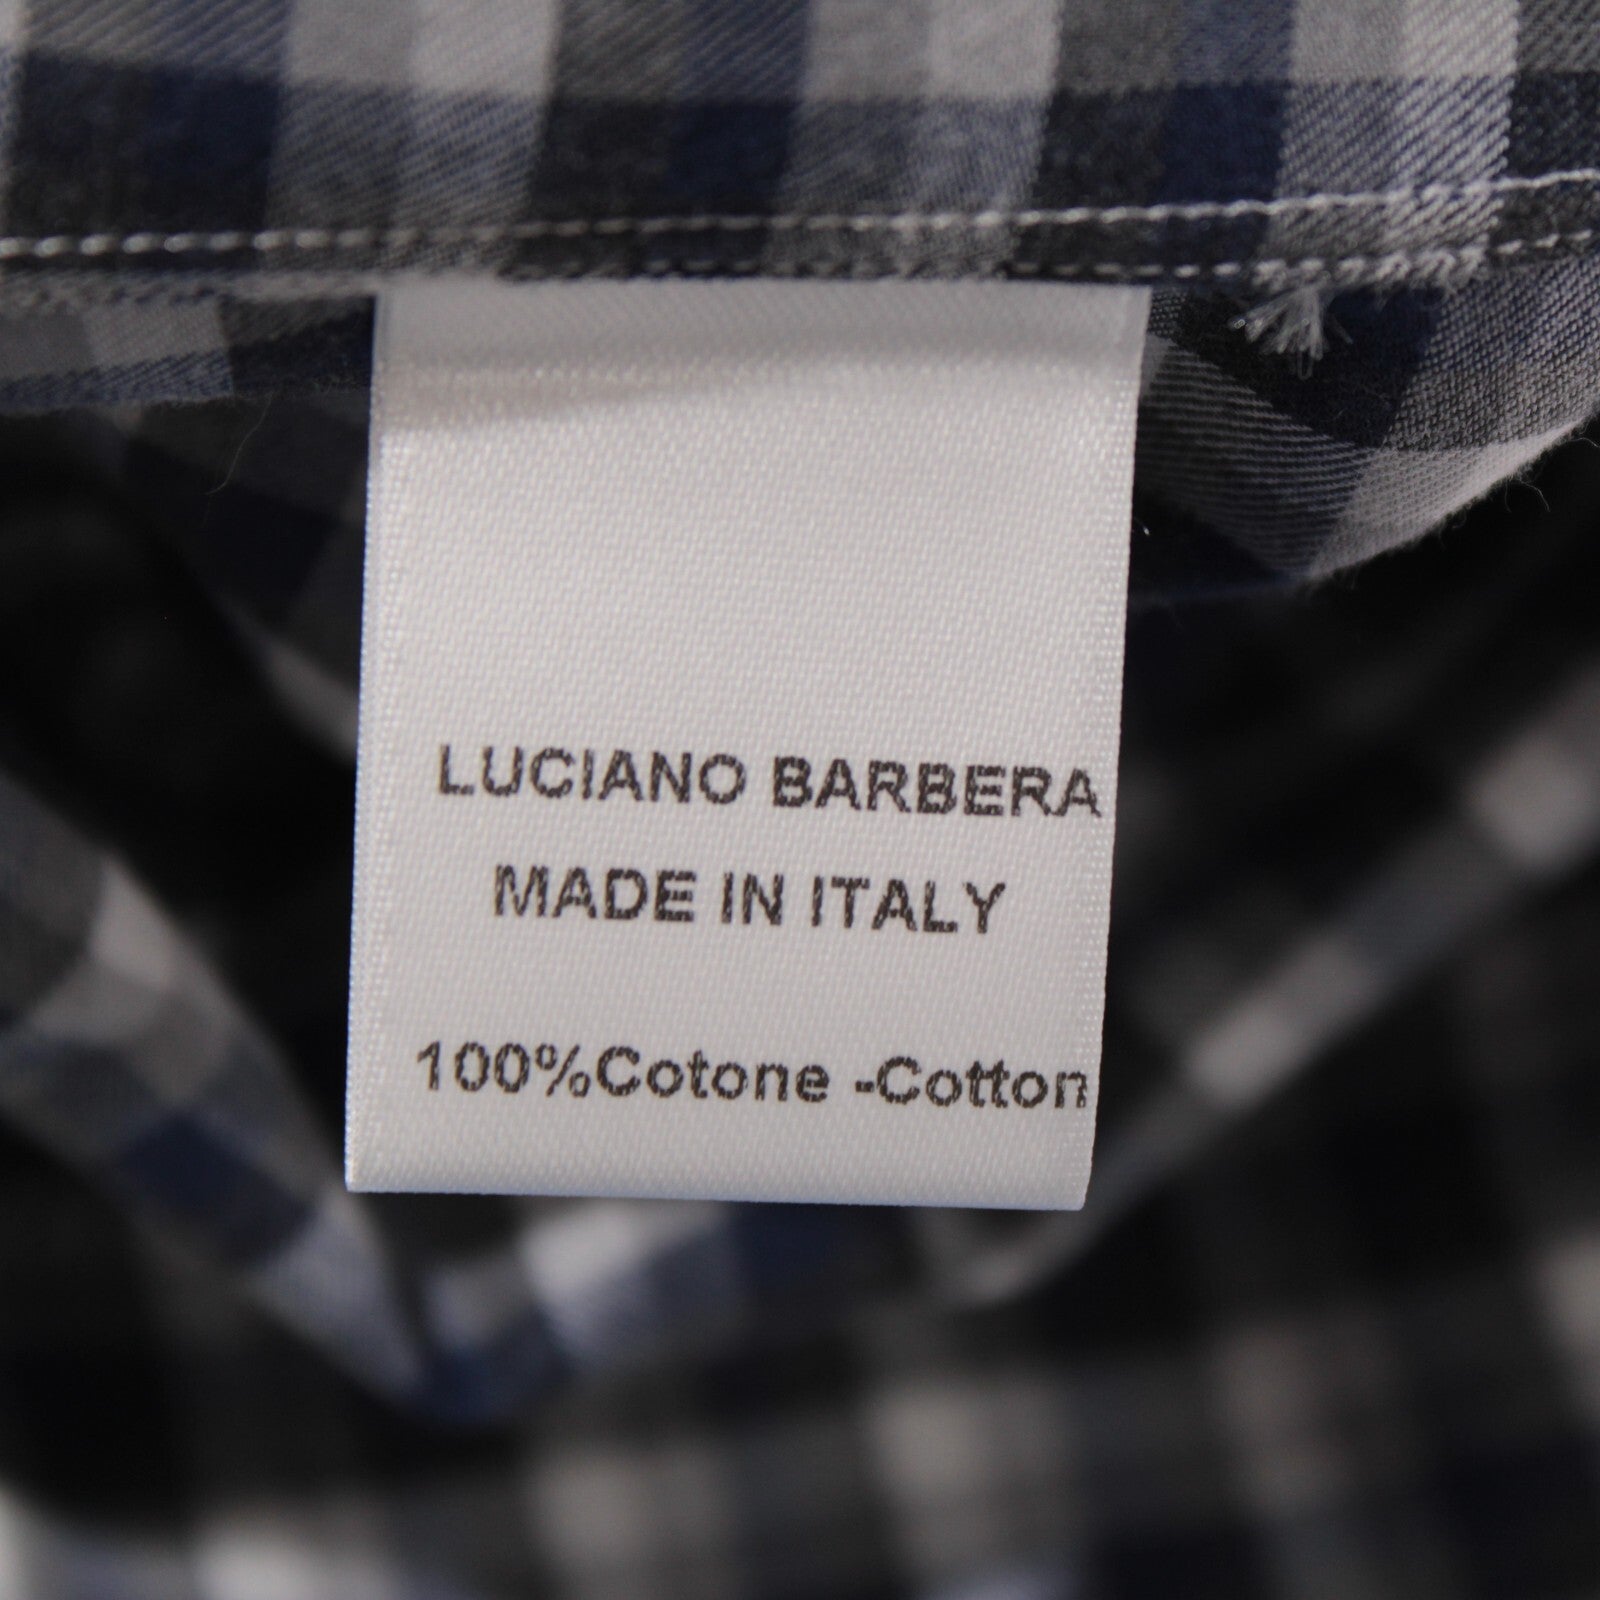 LUCIANO BARBERA
MADE IN ITALY
100%Cotone -Cotton